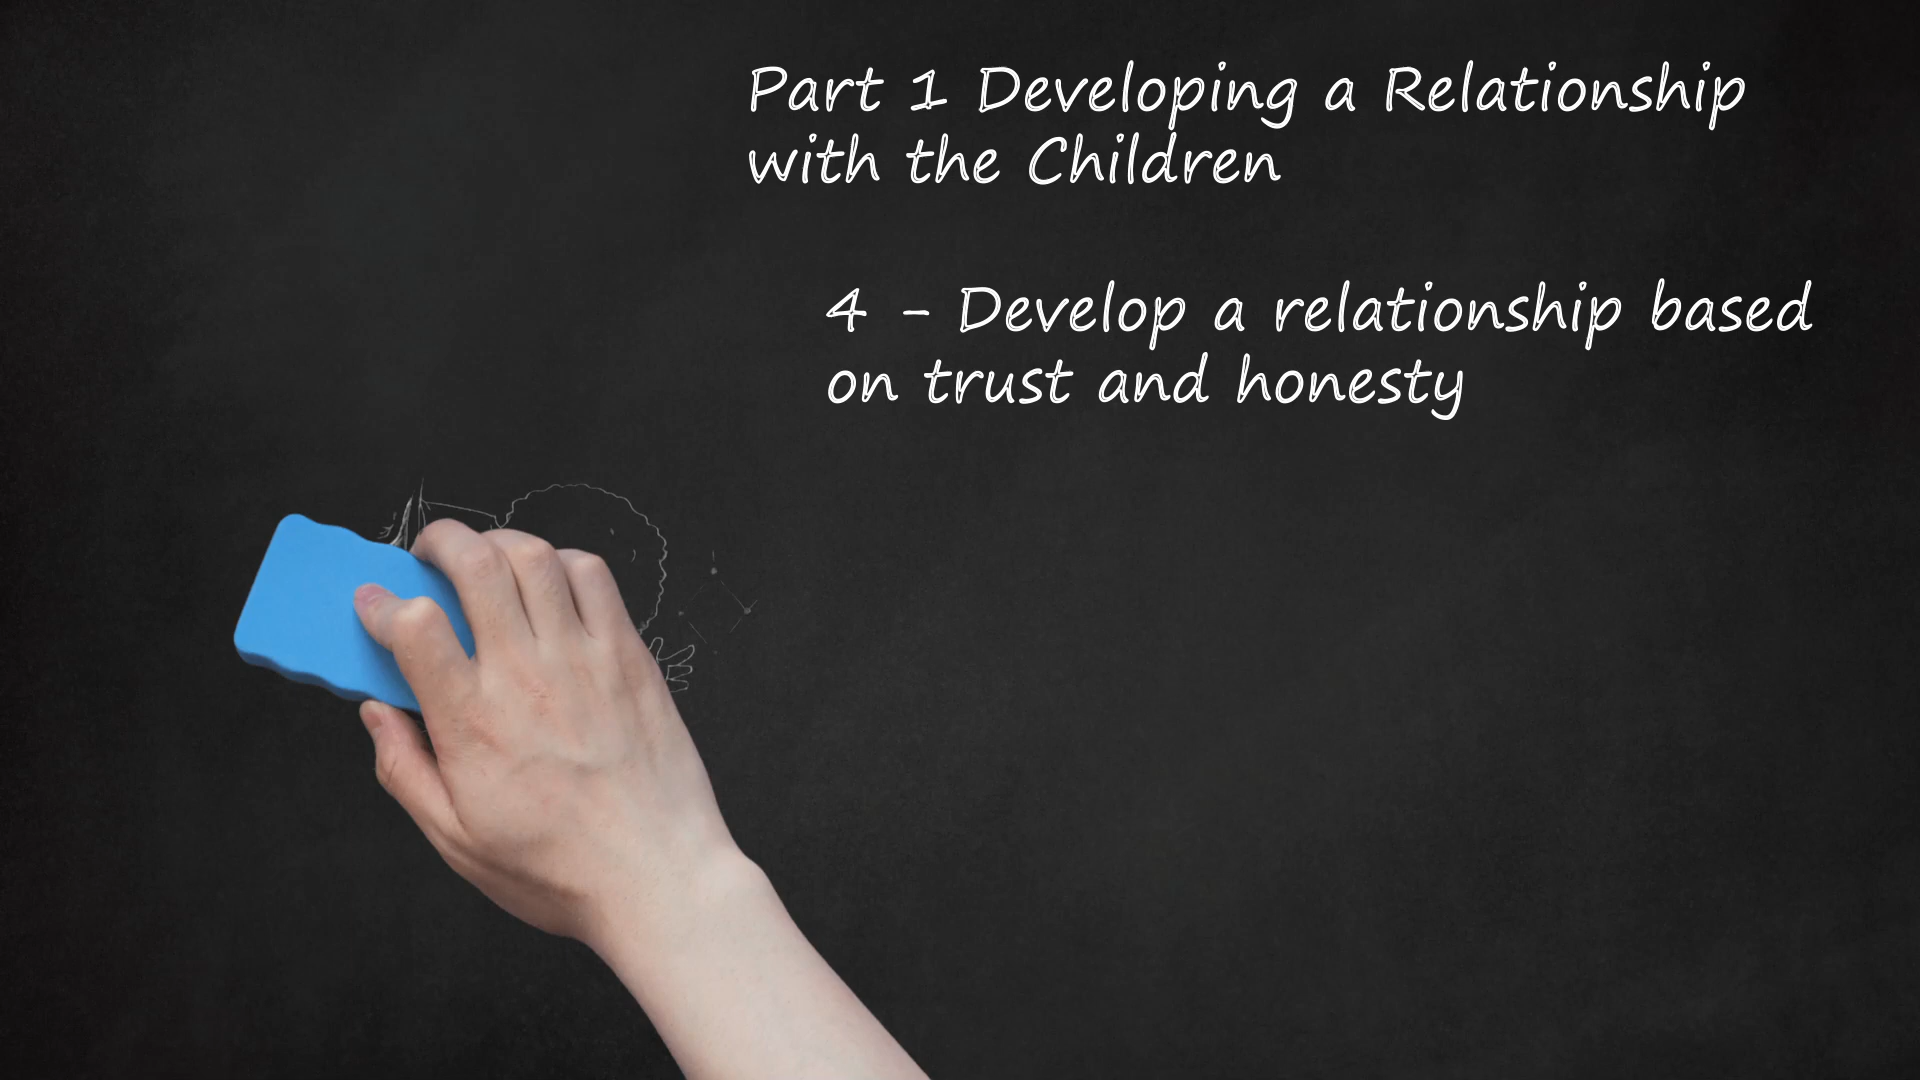 Part 1 Developing a Relationship
with the Children
4 - Develop a relationship based
on trust and honesty